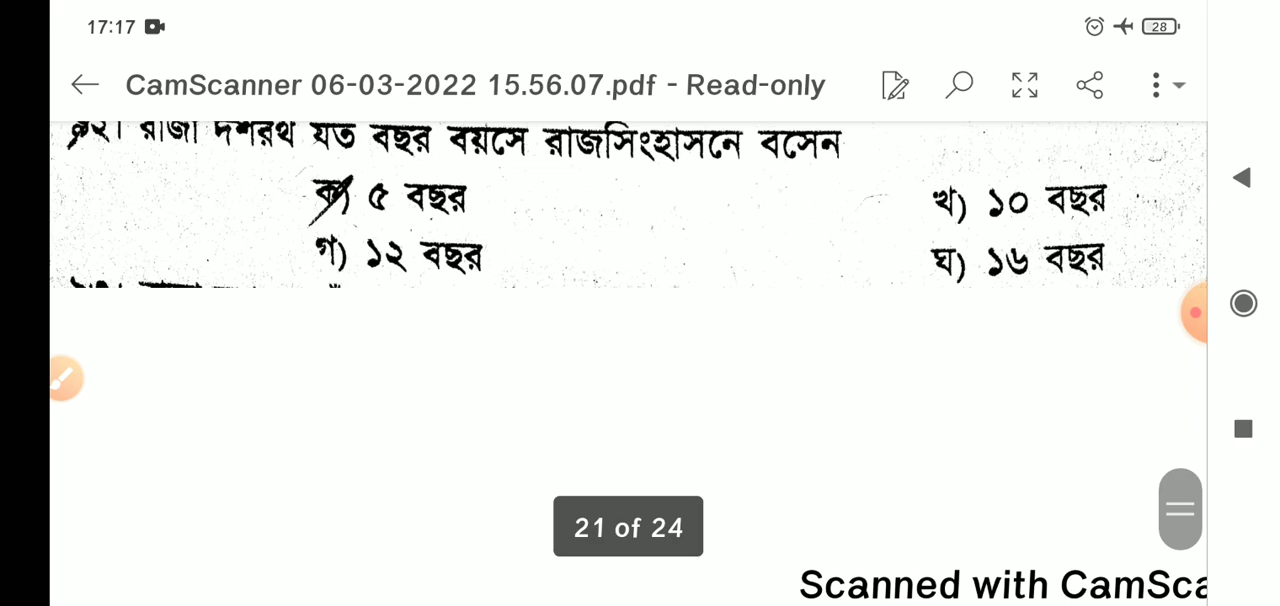 17:17
28
CamScanner 06-03-2022 15.56.07.pdf - Read-only
রাজা দশরথ যত বছর বয়সে রাজসিংহাসনে বসেন
ক) ৫ বছর খ) ১০ বছর
গ) ১২ বছর ঘ) ১৬ বছর
21 of 24
Scanned with CamSca